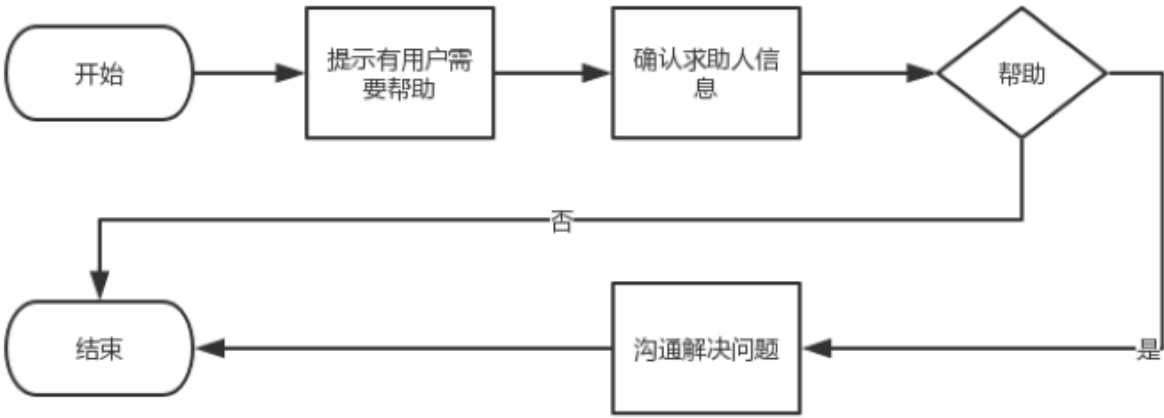 开始
提示有用户需
要帮助
确认求助人信
息
帮助
否
结束
沟通解决问题
是